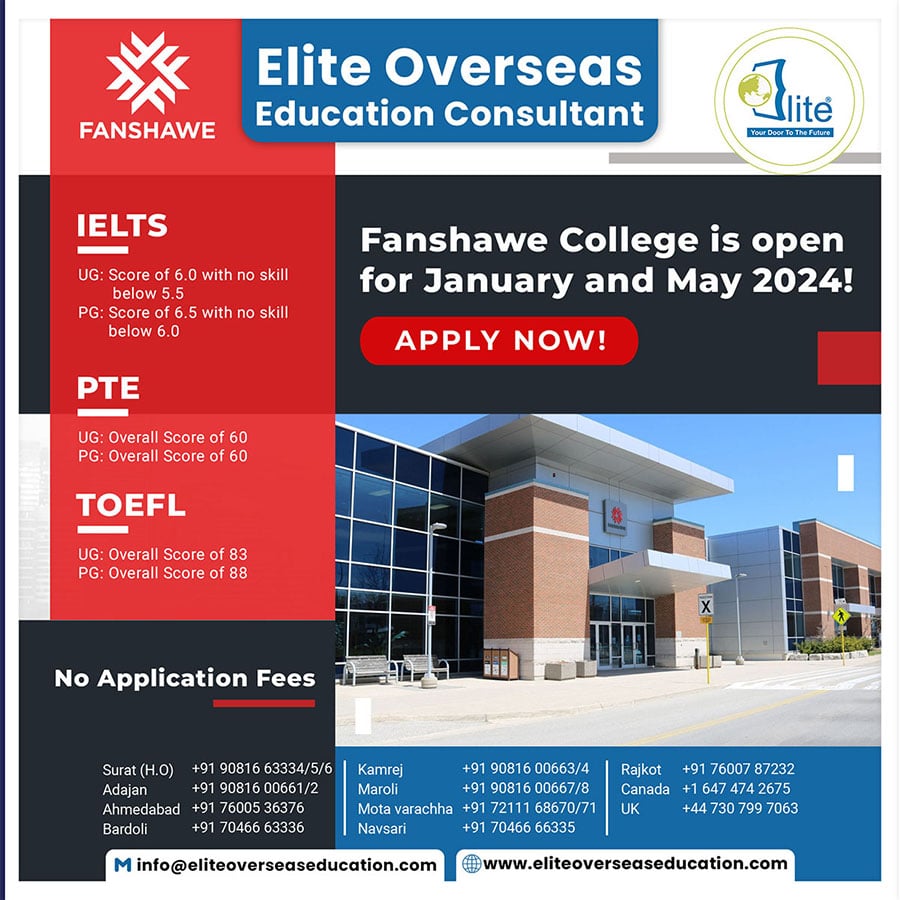 FANSHAWE
Elite Overseas
Education Consultant
Elite®
Your Door To The Future
IELTS
UG: Score of 6.0 with no skill
below 5.5
PG: Score of 6.5 with no skill
below 6.0
PTE
UG: Overall Score of 60
PG: Overall Score of 60
TOEFL
UG: Overall Score of 83
PG: Overall Score of 88
No Application Fees
Fanshawe College is open
for January and May 2024!
APPLY NOW!
X
Surat (H.O) +91 90816 63334/5/6
Adajan +91 90816 00661/2
Ahmedabad +91 76005 36376
Bardoli +91 70466 63336
Kamrej +91 90816 00663/4
Maroli +91 90816 00667/8
Mota varachha +91 72111 68670/71
Navsari +91 70466 66335
Rajkot +91 76007 87232
Canada +1 647 474 2675
UK +44 730 799 7063
info@eliteoverseaseducation.com
www.eliteoverseaseducation.com